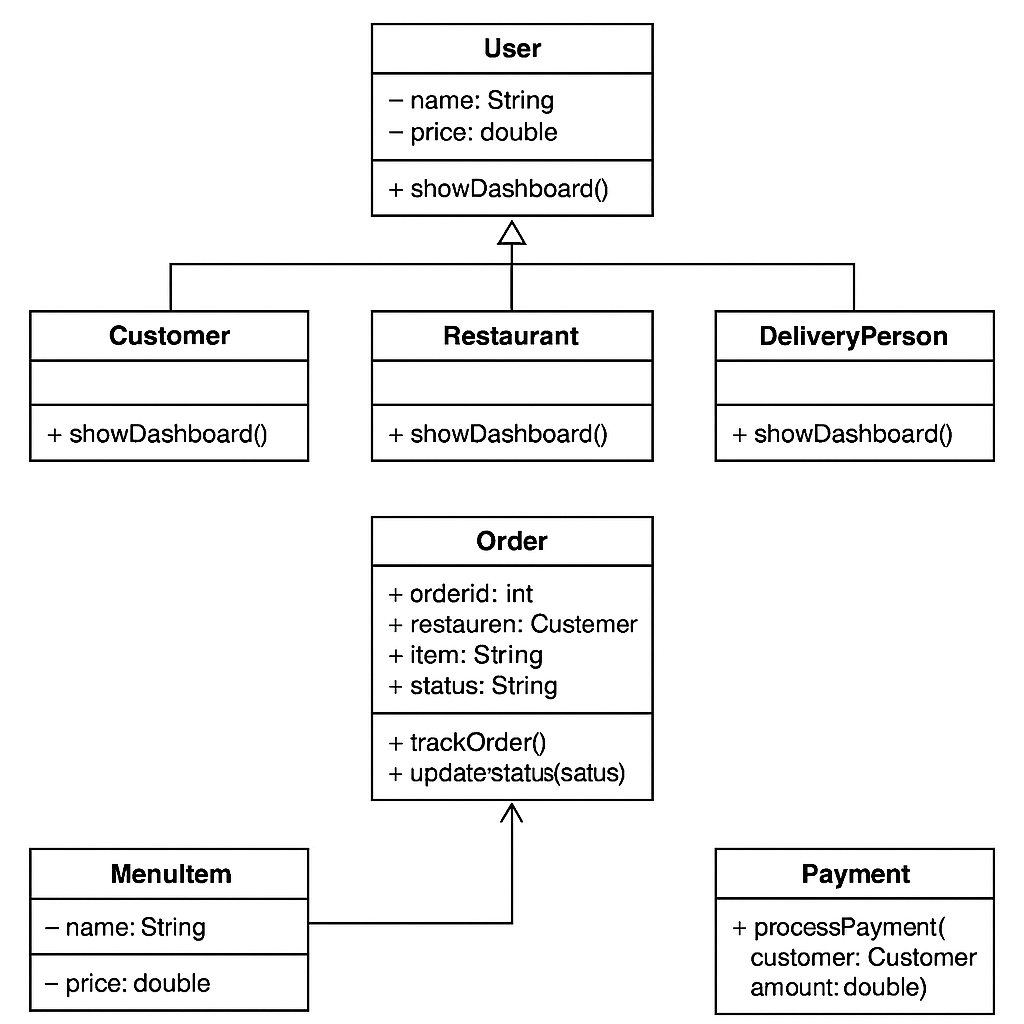 User
– name: String
– price: double
+ showDashboard()
Customer
+ showDashboard()
Restaurant
+ showDashboard()
DeliveryPerson
+ showDashboard()
Order
+ orderid: int
+ restauren: Custemer
+ item: String
+ status: String
+ trackOrder()
+ update'status(satus)
MenuItem
– name: String
– price: double
Payment
+ processPayment(
customer: Customer
amount: double)